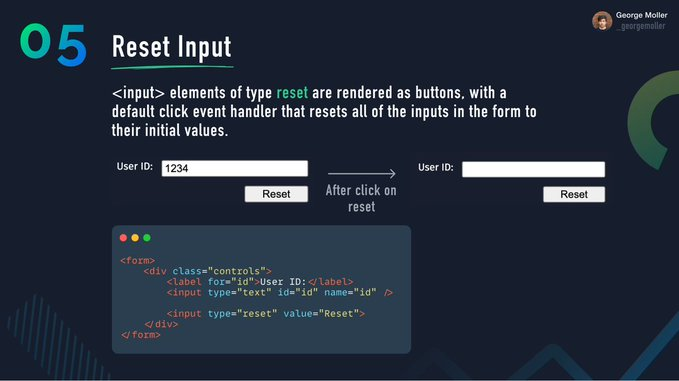 George Moller
_georgemoller
05
Reset Input
<input> elements of type reset are rendered as buttons, with a
default click event handler that resets all of the inputs in the form to
their initial values.
User ID: 1234
Reset
After click on
reset
User ID:
Reset
<form>
    <div class="controls">
        <label for="id">User ID:</label>
        <input type="text" id="id" name="id" />

        <input type="reset" value="Reset">
    </div>
</form>